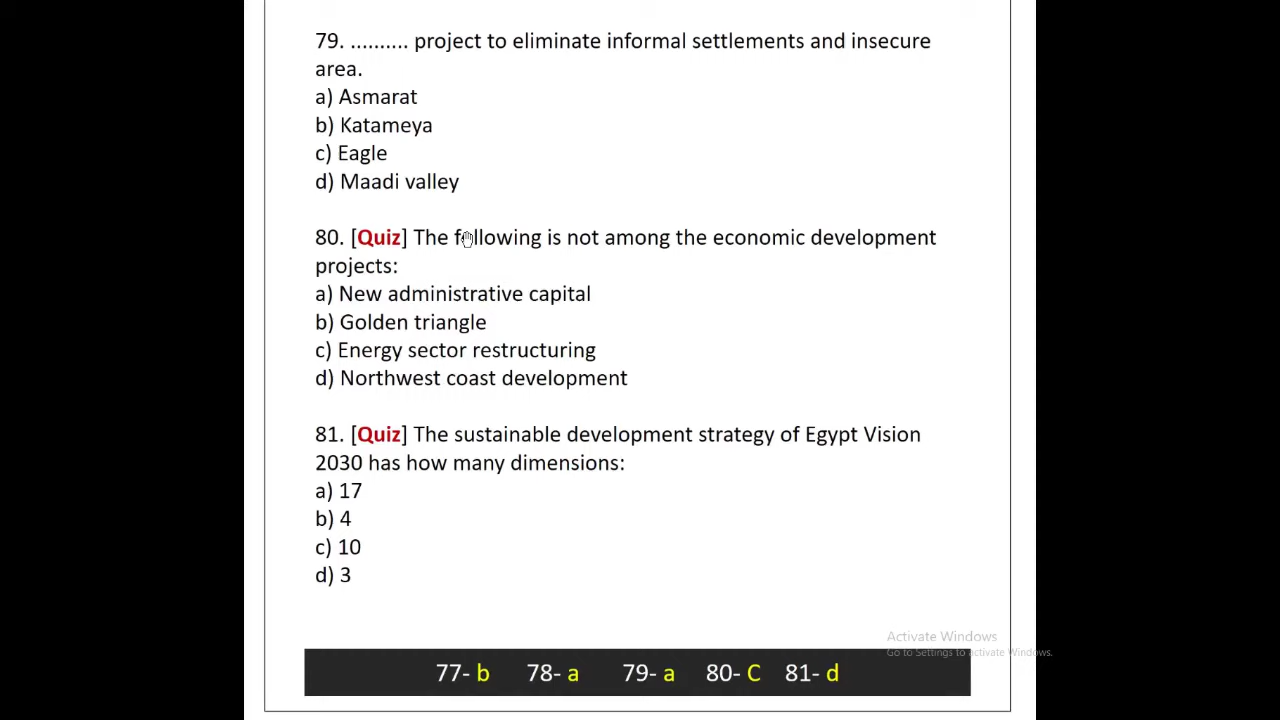 79. .......... project to eliminate informal settlements and insecure
area.
a) Asmarat
b) Katameya
c) Eagle
d) Maadi valley
80. [Quiz] The following is not among the economic development
projects:
a) New administrative capital
b) Golden triangle
c) Energy sector restructuring
d) Northwest coast development
81. [Quiz] The sustainable development strategy of Egypt Vision
2030 has how many dimensions:
a) 17
b) 4
c) 10
d) 3
Activate Windows
Go to Settings to activate Windows.
77- b 78- a 79- a 80- C 81- d